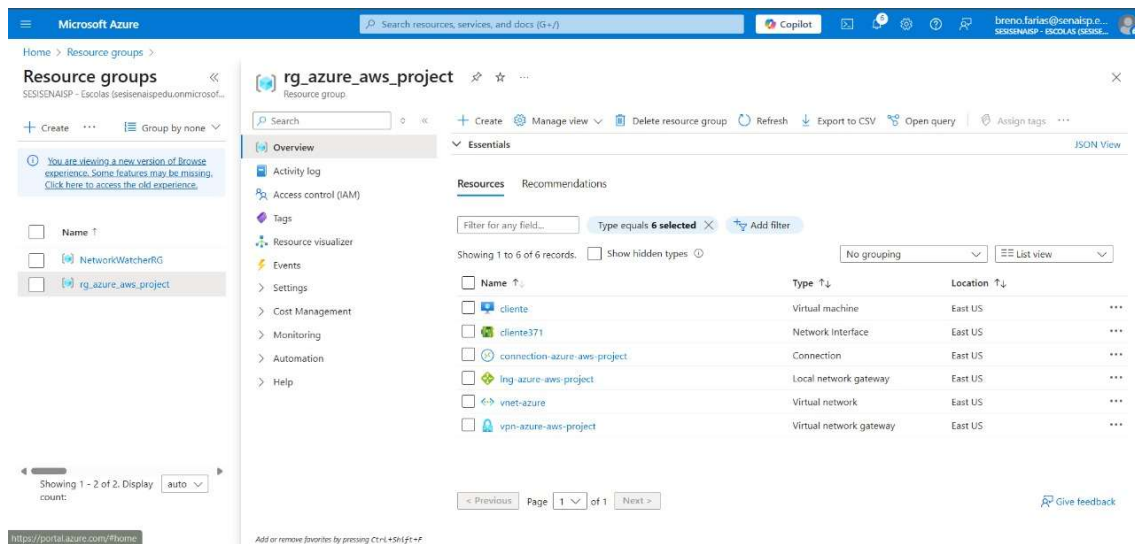 Microsoft Azure
Search resources, services, and docs (G+/)
Copilot
breno.farias@senaisp.e...
SESISENAISP - ESCOLAS (SESISE...
Home > Resource groups >
Resource groups
SESISENAISP - Escolas (sesisenaispedu.onmicrosof...
Create
Group by none
You are viewing a new version of Browse
experience. Some features may be missing.
Click here to access the old experience.
Name ↑
NetworkWatcherRG
rg_azure_aws_project
Showing 1 - 2 of 2. Display
auto
count:
https://portal.azure.com/#home
rg_azure_aws_project
Resource group
Search
Overview
Activity log
Access control (IAM)
Tags
Resource visualizer
Events
Settings
Cost Management
Monitoring
Automation
Help
Add or remove favorites by pressing Ctrl+Shift+F
Create Manage view Delete resource group Refresh Export to CSV Open query Assign tags ...
Essentials JSON View
Resources Recommendations
Filter for any field... Type equals 6 selected Add filter
Showing 1 to 6 of 6 records. Show hidden types No grouping List view
Name ↑↓ Type ↑↓ Location ↑↓
cliente Virtual machine East US
cliente371 Network Interface East US
connection-azure-aws-project Connection East US
lng-azure-aws-project Local network gateway East US
vnet-azure Virtual network East US
vpn-azure-aws-project Virtual network gateway East US
< Previous Page 1 of 1 Next >
Give feedback